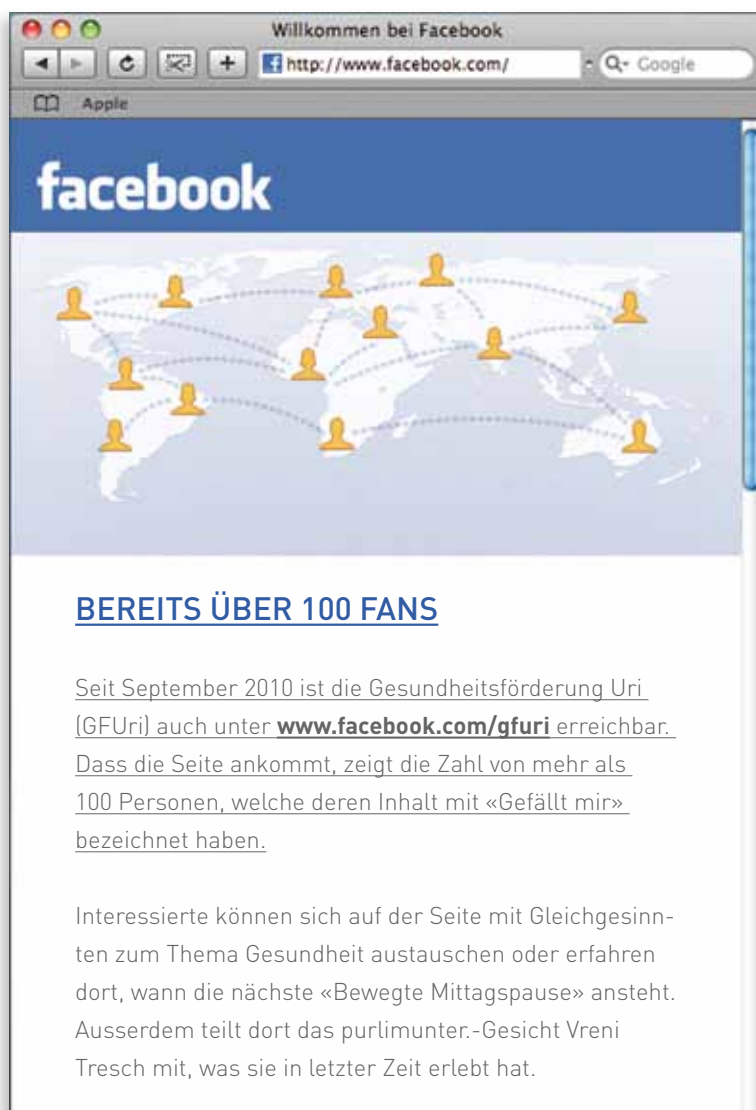 Willkommen bei Facebook
http://www.facebook.com/
Google
Apple
facebook
BEREITS ÜBER 100 FANS
Seit September 2010 ist die Gesundheitsförderung Uri
(GFUri) auch unter www.facebook.com/gfuri erreichbar.
Dass die Seite ankommt, zeigt die Zahl von mehr als
100 Personen, welche deren Inhalt mit «Gefällt mir»
bezeichnet haben.
Interessierte können sich auf der Seite mit Gleichgesinn-
ten zum Thema Gesundheit austauschen oder erfahren
dort, wann die nächste «Bewegte Mittagspause» ansteht.
Ausserdem teilt dort das purlimunter.-Gesicht Vreni
Tresch mit, was sie in letzter Zeit erlebt hat.